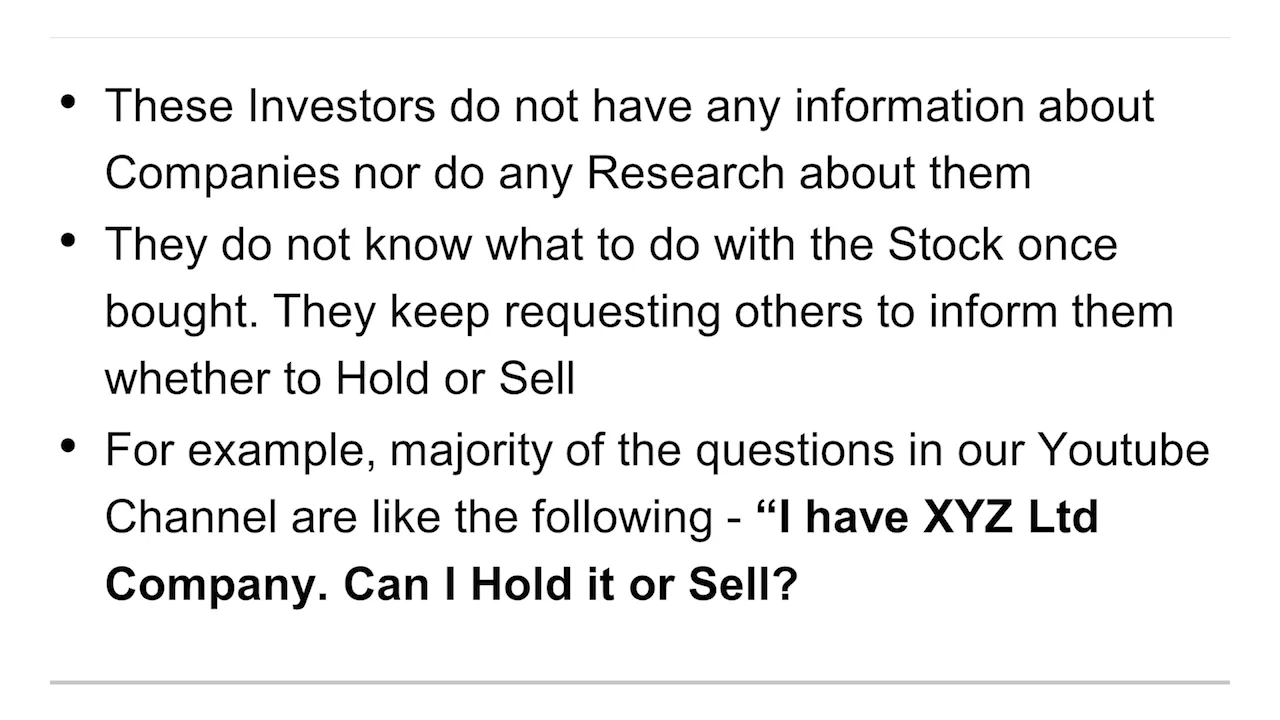 • These Investors do not have any information about
Companies nor do any Research about them
• They do not know what to do with the Stock once
bought. They keep requesting others to inform them
whether to Hold or Sell
• For example, majority of the questions in our Youtube
Channel are like the following - “I have XYZ Ltd
Company. Can I Hold it or Sell?